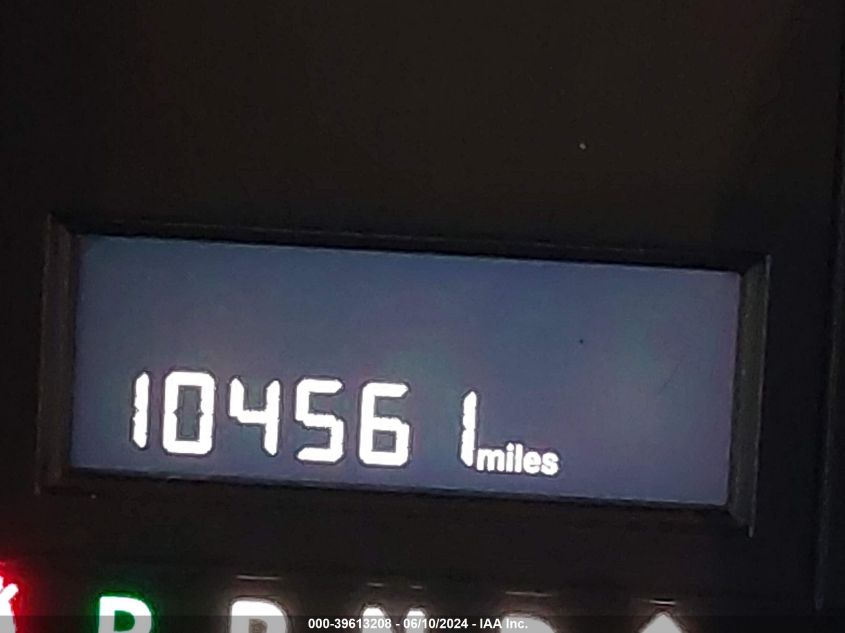 104561 miles
P R N D
000-39613208 - 06/10/2024 - IAA Inc.